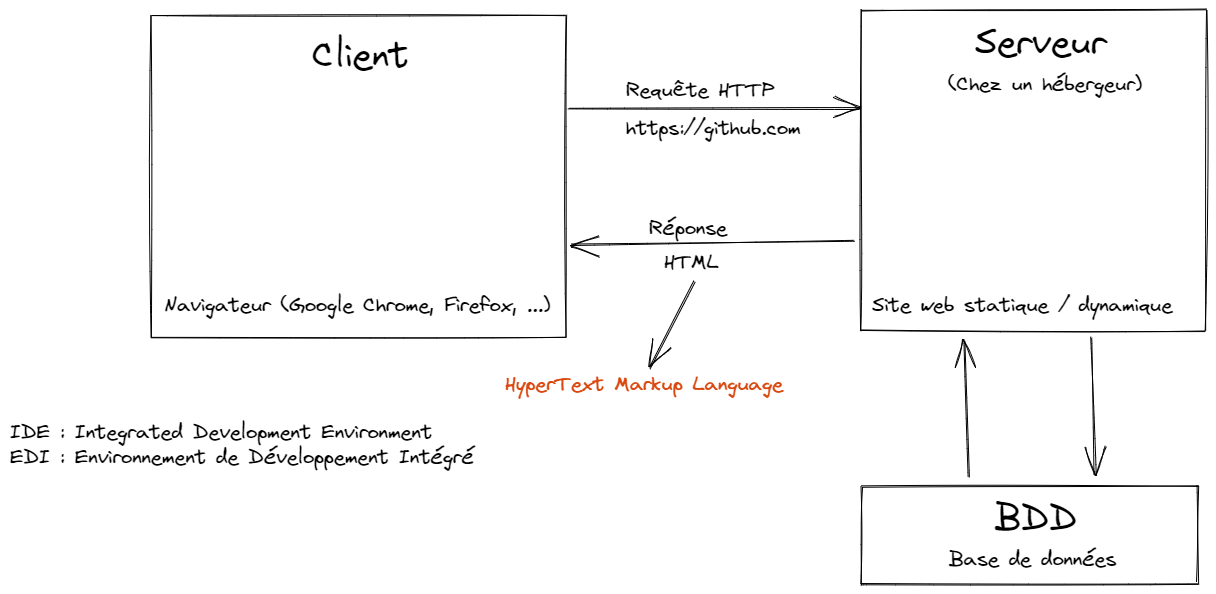 Client
Serveur
(Chez un hébergeur)
Requête HTTP
https://github.com
Réponse
HTML
Navigateur (Google Chrome, Firefox, ...)
Site web statique / dynamique
HyperText Markup Language
IDE : Integrated Development Environment
EDI : Environnement de Développement Intégré
BDD
Base de données